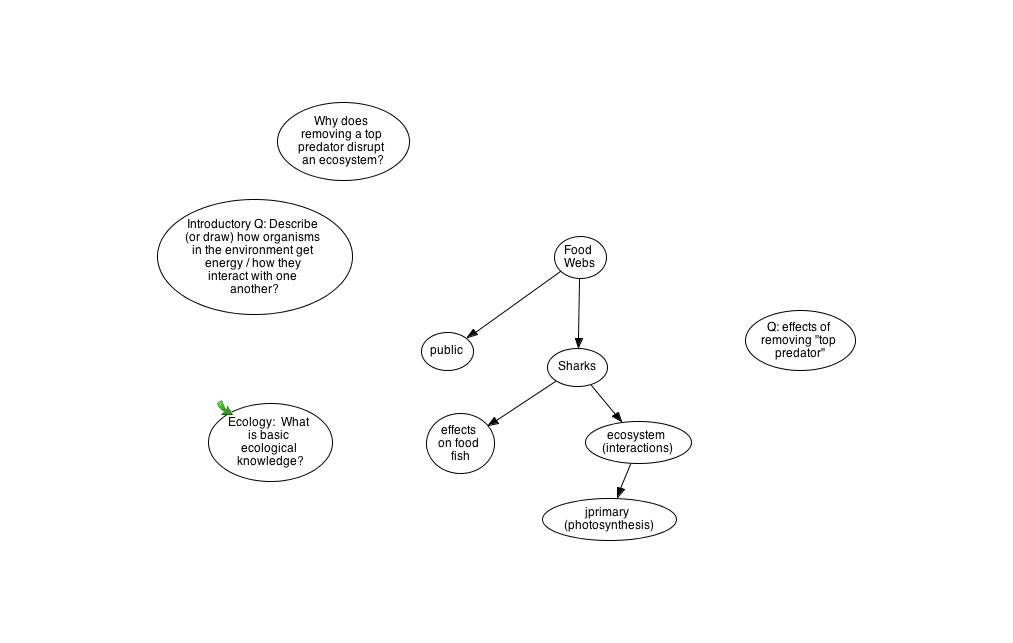 Why does
removing a top
predator disrupt
an ecosystem?
Introductory Q: Describe
(or draw) how organisms
in the environment get
energy / how they
interact with one
another?
Food
Webs
Q: effects of
removing "top
predator"
public
Sharks
Ecology:  What
is basic
ecological
knowledge?
effects
on food
fish
ecosystem
(interactions)
jprimary
(photosynthesis)